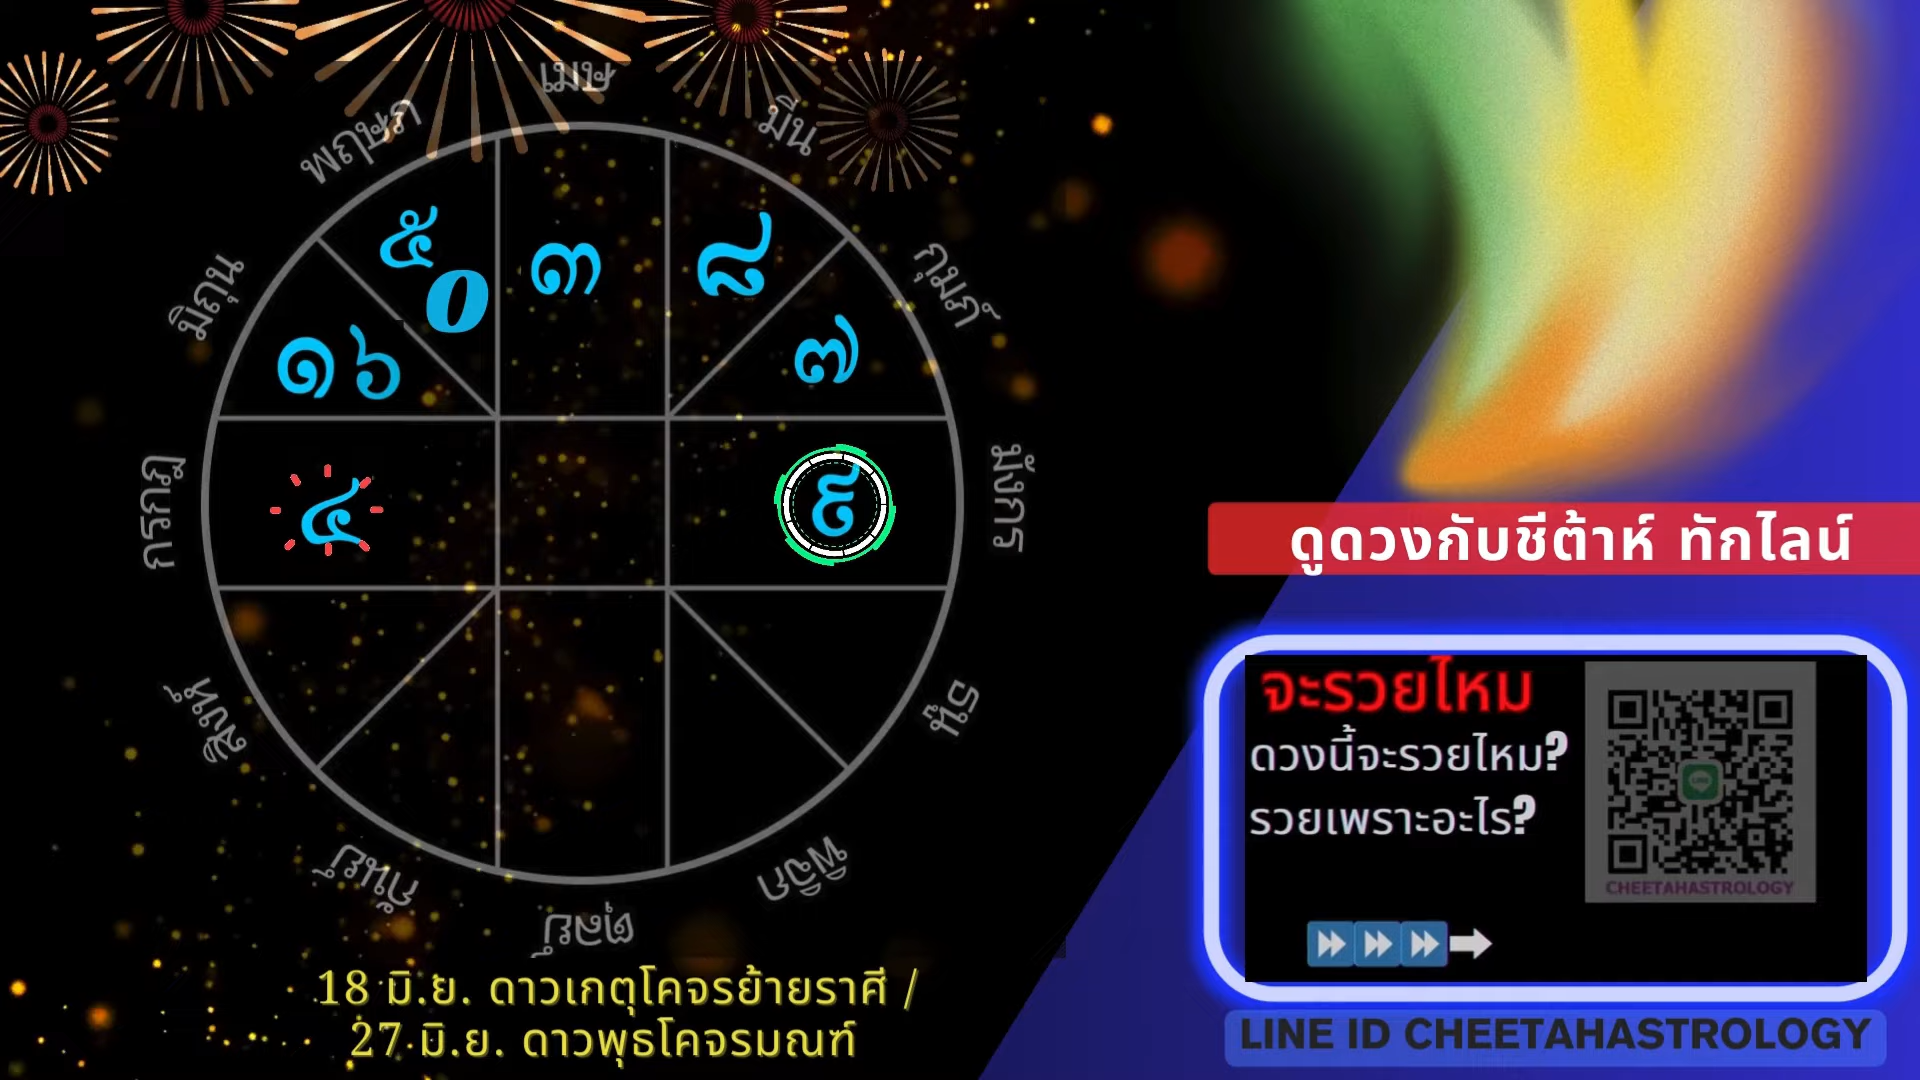 เมษ
พฤษภ
มีน
มิถุน
กุมภ์
๕
0
๓
๘
๑
๖
๗
กรกฎ
๔
๙
มังกร
สิงห์
ธนู
กันย์
ตุลย์
พิจิก
18 มิ.ย. ดาวเกตุโคจรย้ายราศี /
27 มิ.ย. ดาวพุธโคจรมณฑ์
ดูดวงกับชีต้าห์ ทักไลน์
จะรวยไหม
ดวงนี้จะรวยไหม?
รวยเพราะอะไร?
LINE
CHEETAHASTROLOGY
LINE ID CHEETAHASTROLOGY